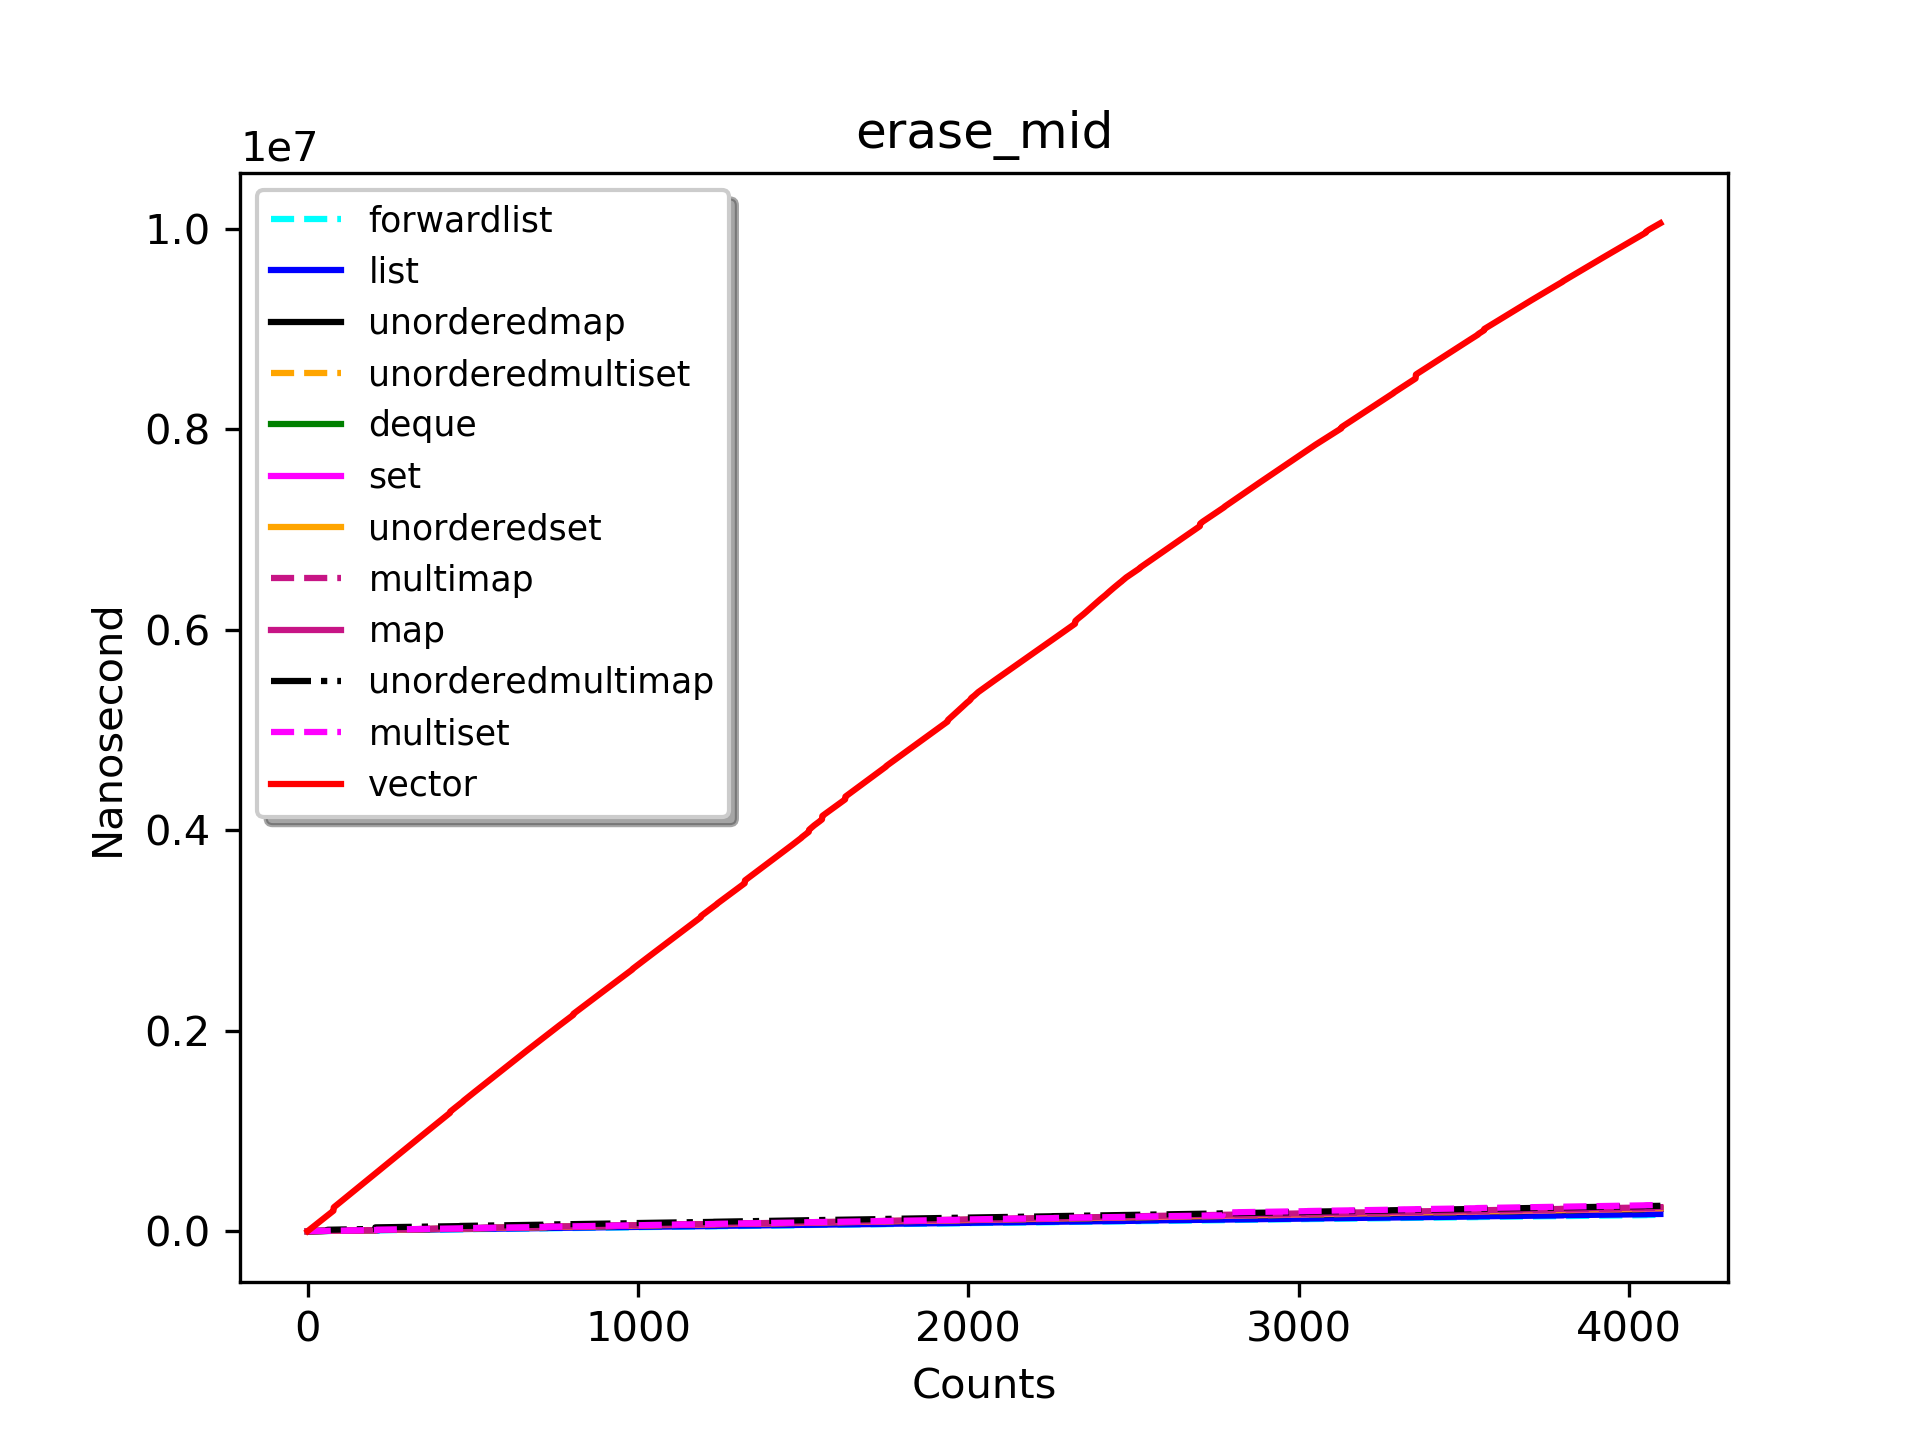 erase_mid
1e7
1.0
0.8
0.6
0.4
0.2
0.0
Nanosecond
forwardlist
list
unorderedmap
unorderedmultiset
deque
set
unorderedset
multimap
map
unorderedmultimap
multiset
vector
0 1000 2000 3000 4000
Counts